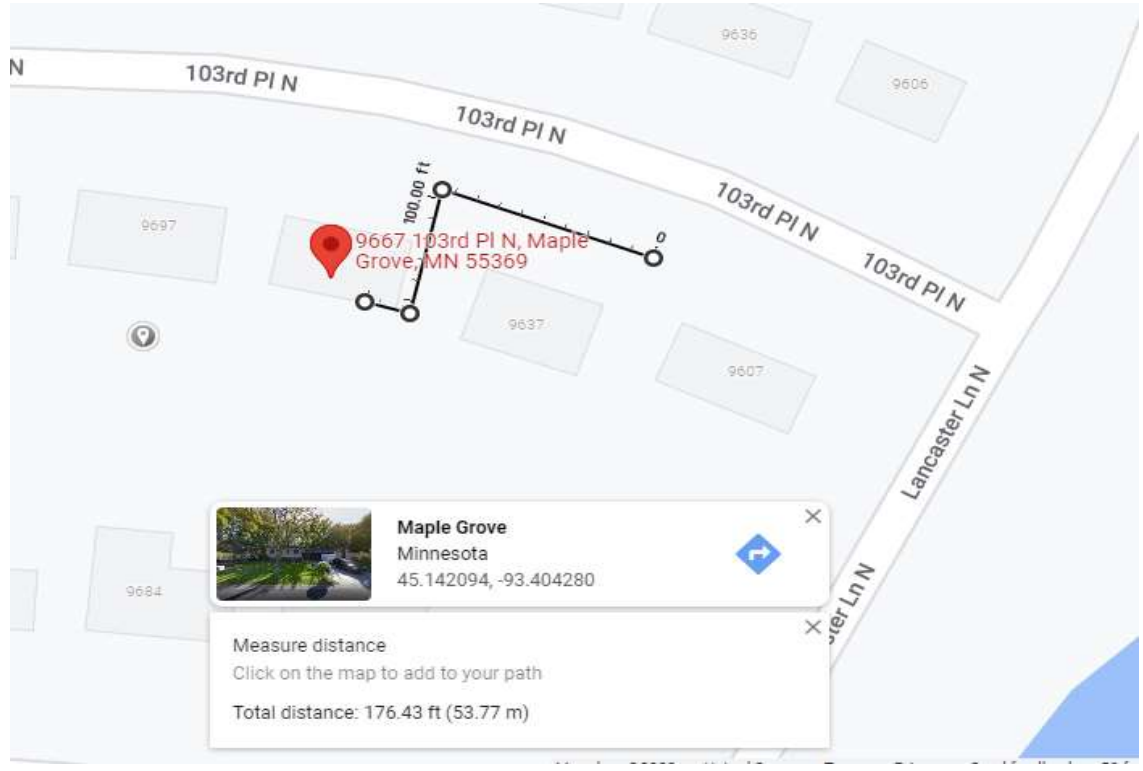 9636
9606
N
103rd Pl N
103rd Pl N
103rd Pl N
103rd Pl N
9697
100.00 ft
0
9667 103rd Pl N, Maple
Grove, MN 55369
9637
9607
Lancaster Ln N
Maple Grove
Minnesota
45.142094, -93.404280
9684
ster Ln N
Measure distance
Click on the map to add to your path
Total distance: 176.43 ft (53.77 m)